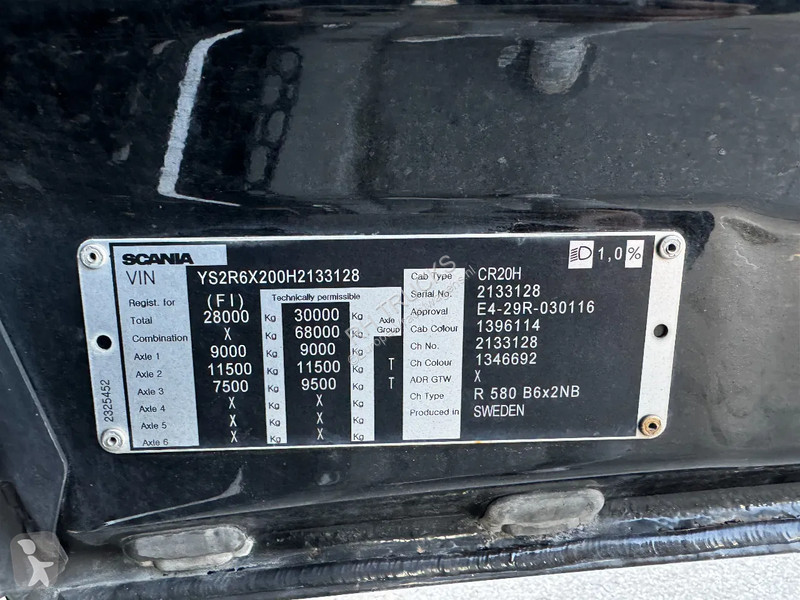 SCANIA
1,0%
VIN YS2R6X200H2133128
Regist. for (FI) Technically permissible
Total 28000 Kg 30000 Kg Axle Group
Combination X 68000 Kg
Axle 1 9000 Kg 9000 Kg
Axle 2 11500 Kg 11500 Kg T
Axle 3 7500 Kg 9500 Kg T
Axle 4 X Kg X Kg
Axle 5 X Kg X Kg
Axle 6 X Kg X Kg
Cab Type CR20H
Serial No. 2133128
Approval E4-29R-030116
Cab Colour 1396114
Ch No. 2133128
Ch Colour 1346692
ADR GTW X
Ch Type R 580 B6x2NB
Produced in SWEDEN
2325452